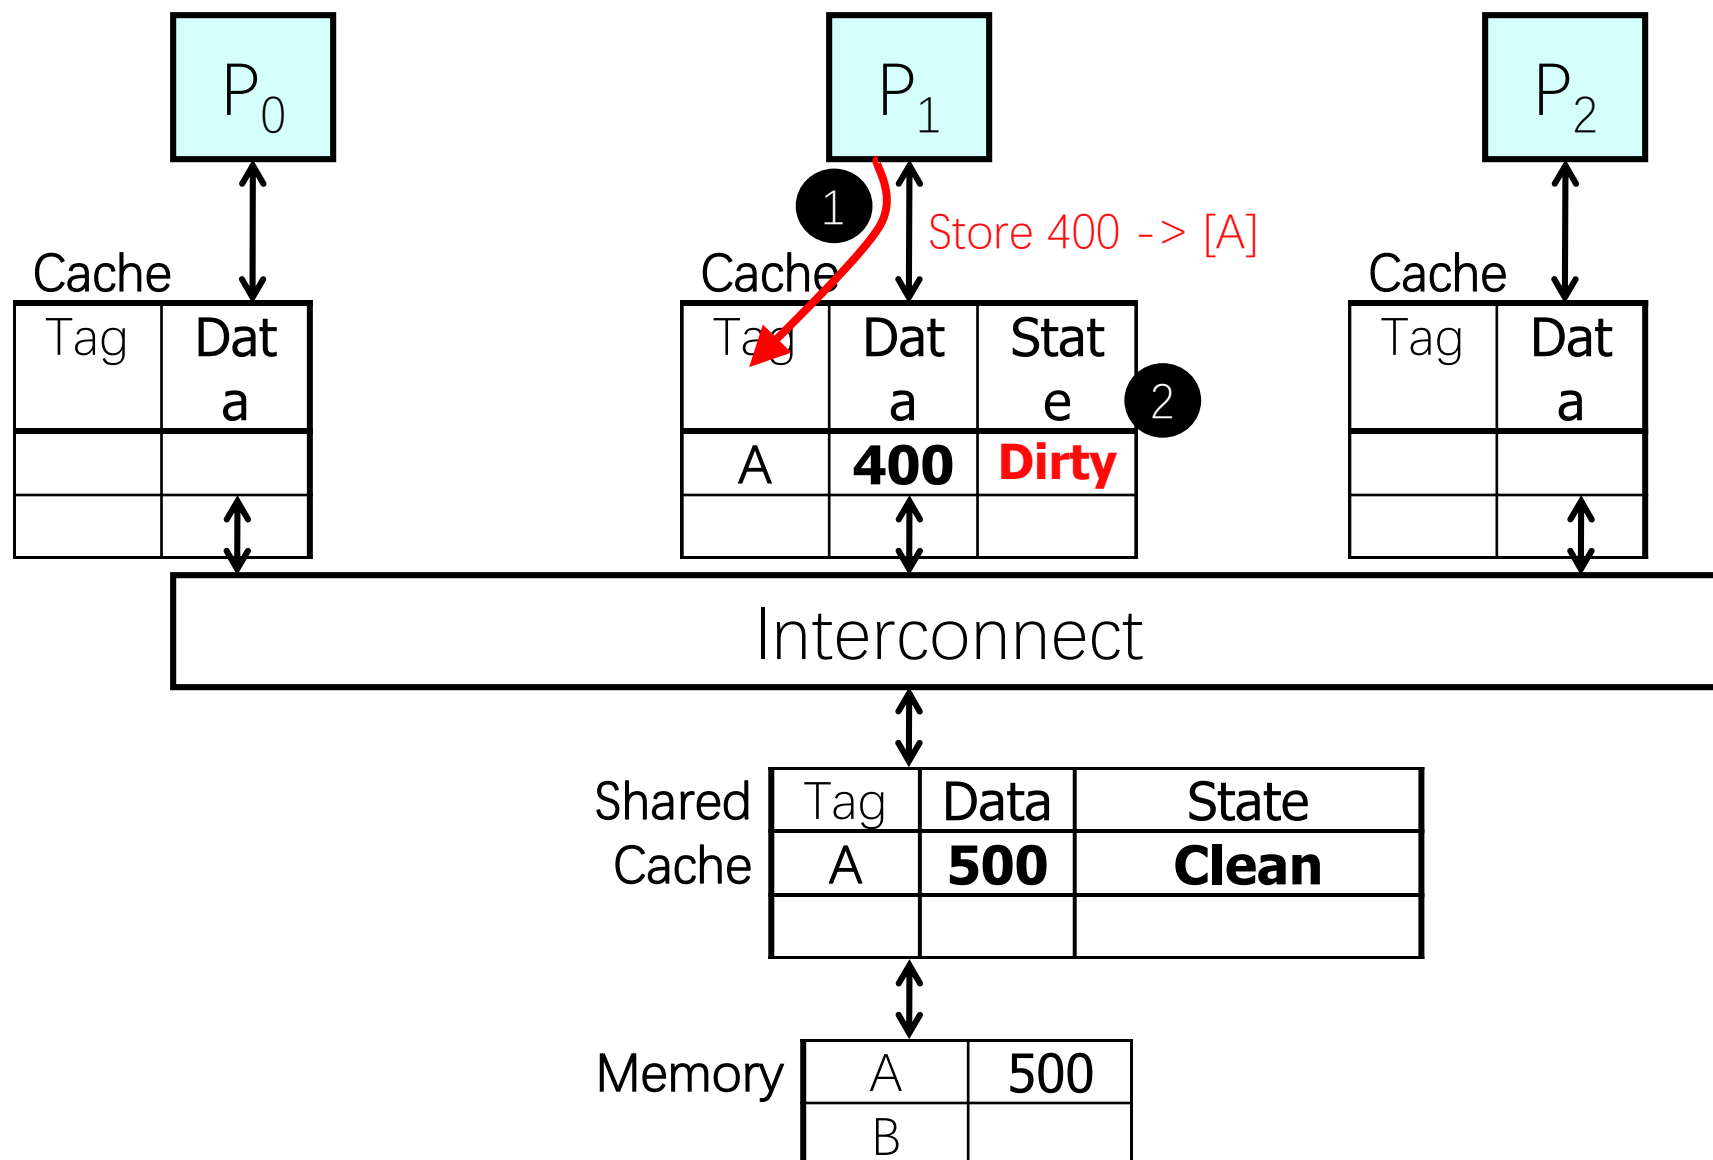 P0
P1
P2
1
Store 400 -> [A]
Cache
Cache
Cache
Tag
Dat
a
Tag
Dat
a
Stat
e
2
Tag
Dat
a
A
400
Dirty
Interconnect
Shared
Cache
Tag
Data
State
A
500
Clean
Memory
A
500
B